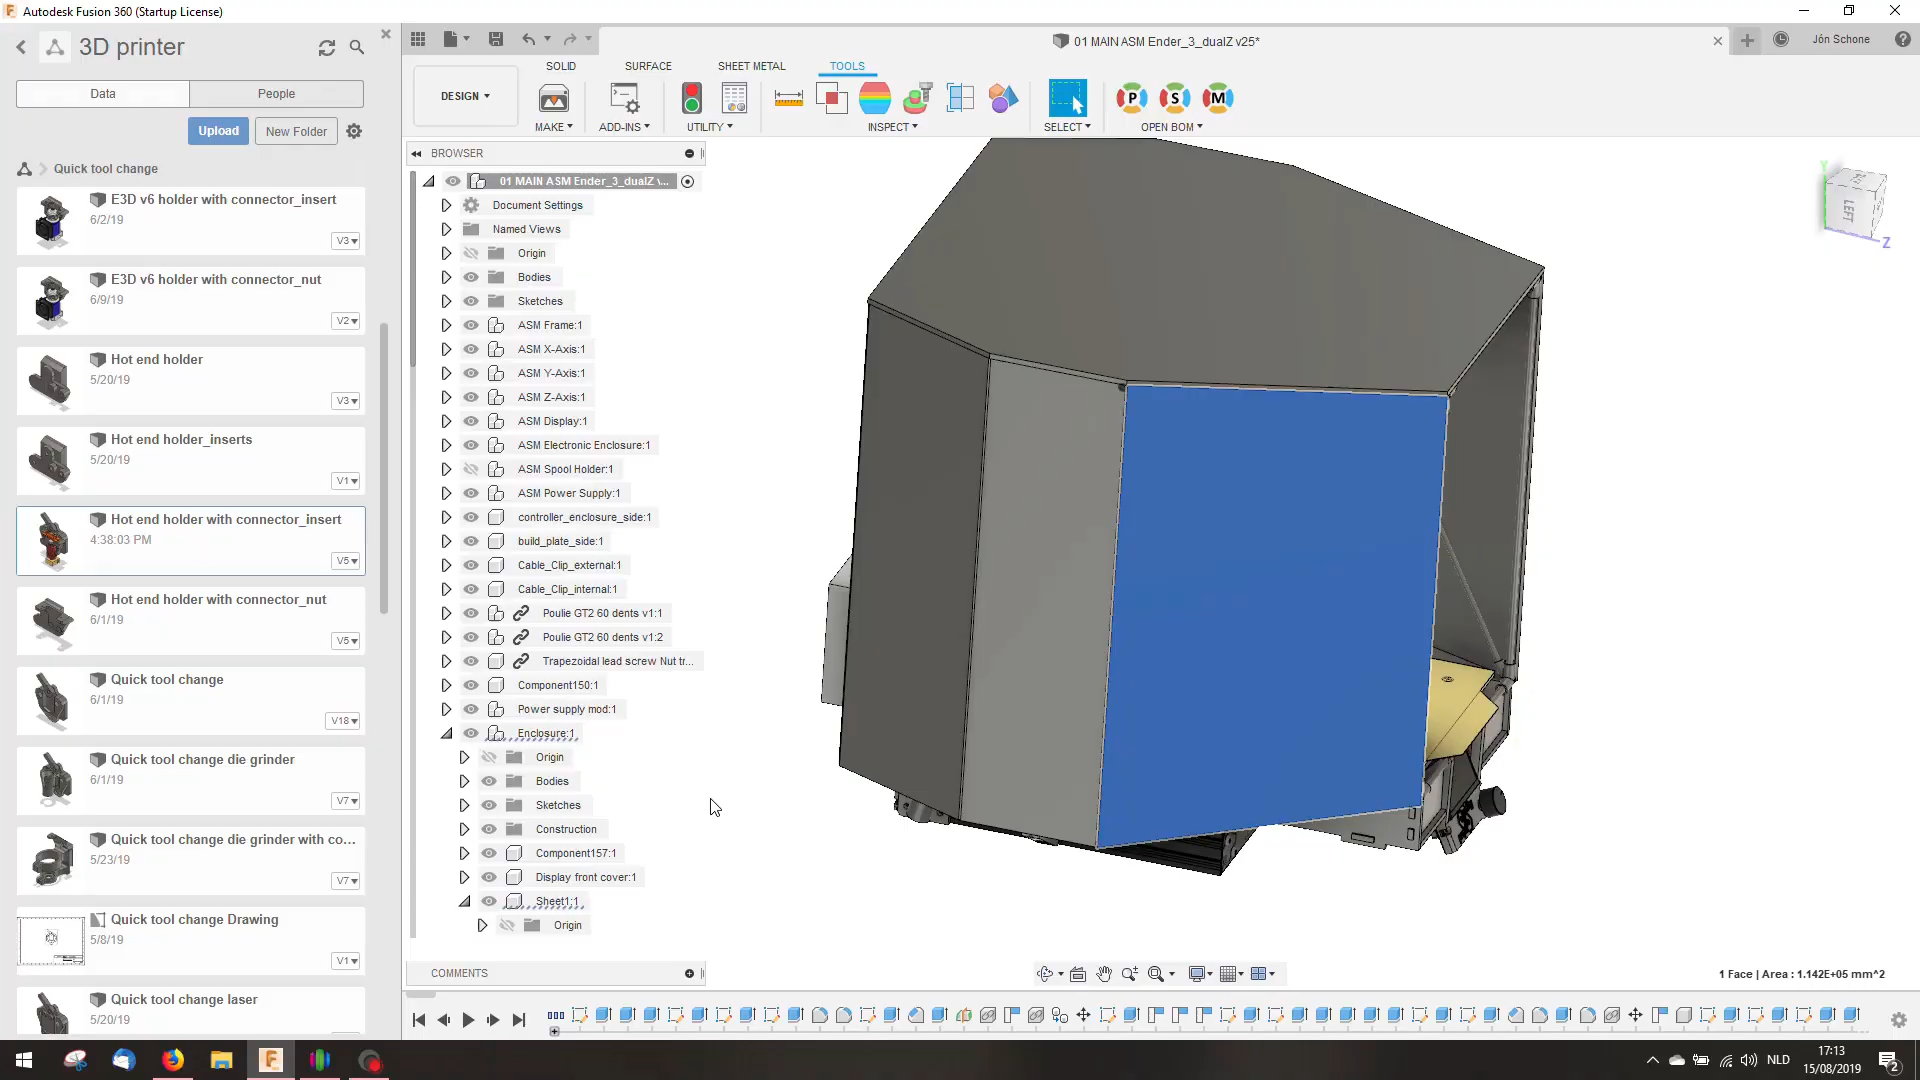 Autodesk Fusion 360 (Startup License)
3D printer
Data
People
Upload
New Folder
Quick tool change
E3D v6 holder with connector_insert
6/2/19
V3
E3D v6 holder with connector_nut
6/9/19
V2
Hot end holder
5/20/19
V3
Hot end holder_inserts
5/20/19
V1
Hot end holder with connector_insert
4:38:03 PM
V5
Hot end holder with connector_nut
6/1/19
V5
Quick tool change
6/1/19
V18
Quick tool change die grinder
6/1/19
V7
Quick tool change die grinder with co...
5/23/19
V7
Quick tool change Drawing
5/8/19
V1
Quick tool change laser
5/20/19
01 MAIN ASM Ender_3_dualZ v25*
Jón Schone
SOLID
SURFACE
SHEET METAL
TOOLS
DESIGN
MAKE
ADD-INS
UTILITY
INSPECT
SELECT
P
S
M
OPEN BOM
BROWSER
01 MAIN ASM Ender_3_dualZ v...
Document Settings
Named Views
Origin
Bodies
Sketches
ASM Frame:1
ASM X-Axis:1
ASM Y-Axis:1
ASM Z-Axis:1
ASM Display:1
ASM Electronic Enclosure:1
ASM Spool Holder:1
ASM Power Supply:1
controller_enclosure_side:1
build_plate_side:1
Cable_Clip_external:1
Cable_Clip_internal:1
Poulie GT2 60 dents v1:1
Poulie GT2 60 dents v1:2
Trapezoidal lead screw Nut tr...
Component150:1
Power supply mod:1
Enclosure:1
Origin
Bodies
Sketches
Construction
Component157:1
Display front cover:1
Sheet1:1
Origin
COMMENTS
Y
LEFT
Z
1 Face | Area : 1.142E+05 mm^2
NLD
17:13
15/08/2019
2